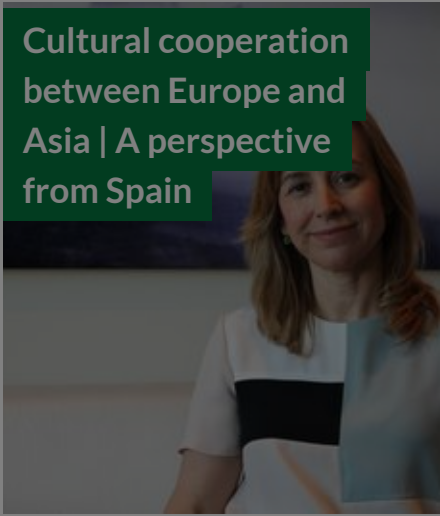 Cultural cooperation
between Europe and
Asia | A perspective
from Spain